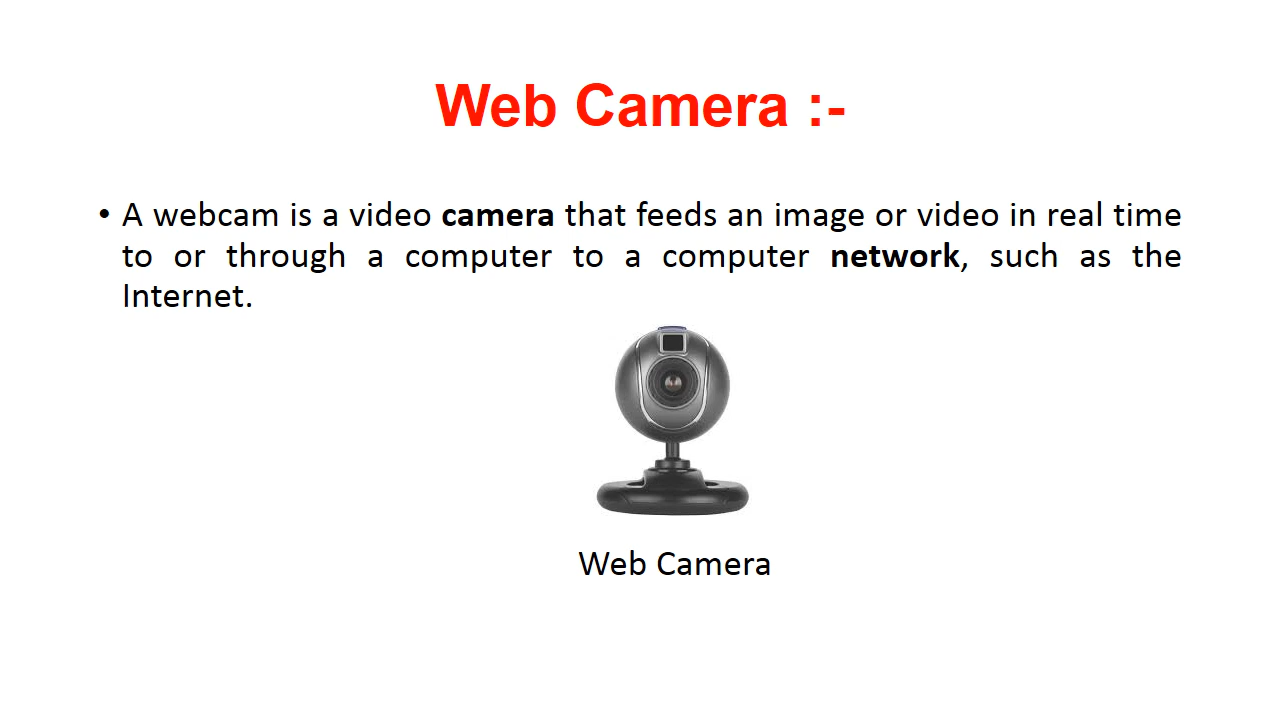 Web Camera :-
• A webcam is a video camera that feeds an image or video in real time
to or through a computer to a computer network, such as the
Internet.
Web Camera